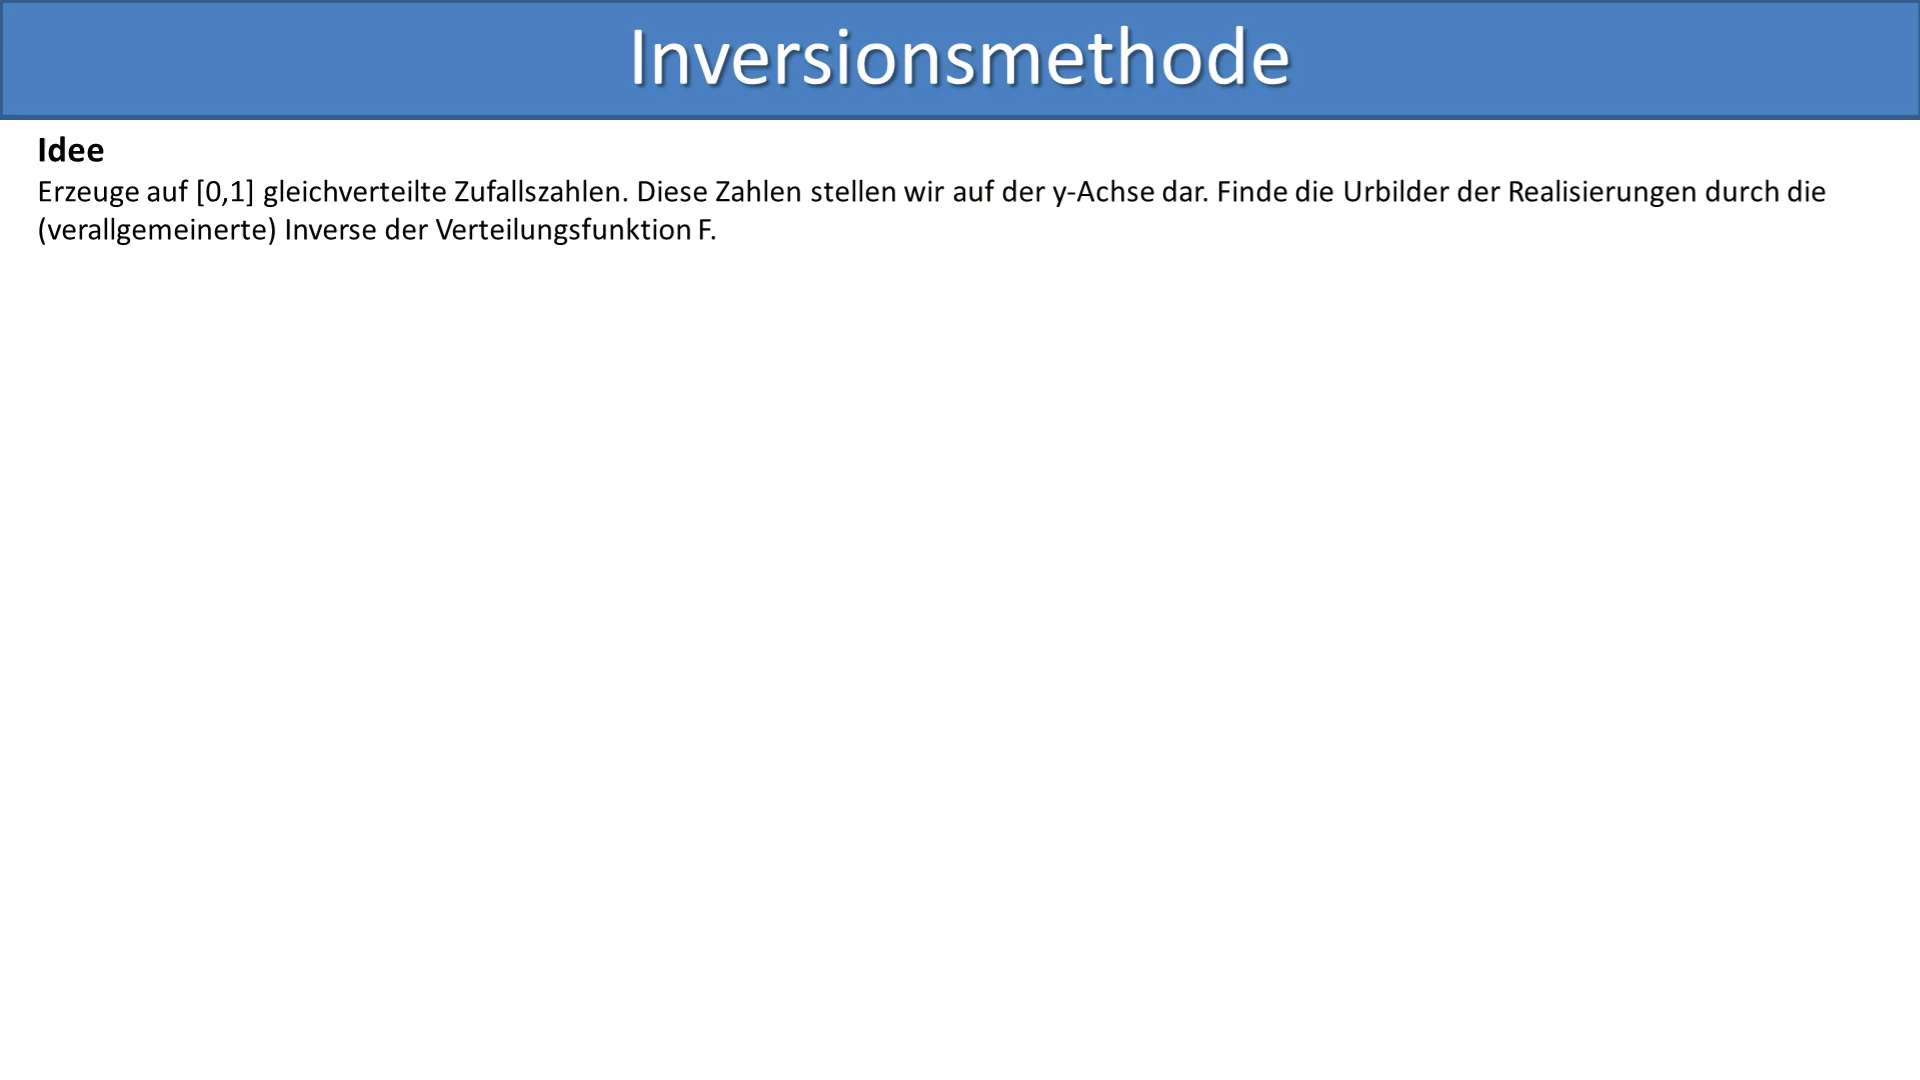 Inversionsmethode
Idee
Erzeuge auf [0,1] gleichverteilte Zufallszahlen. Diese Zahlen stellen wir auf der y-Achse dar. Finde die Urbilder der Realisierungen durch die
(verallgemeinerte) Inverse der Verteilungsfunktion F.